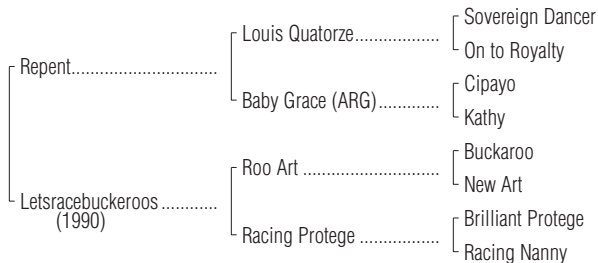 Sovereign Dancer
Louis Quatorze..................
On to Royalty
Repent...............................
Cipayo
Baby Grace (ARG).............
Kathy
Buckaroo
Roo Art .............................
New Art
Letsracebuckeroos ............
(1990)
Brilliant Protege
Racing Protege .................
Racing Nanny